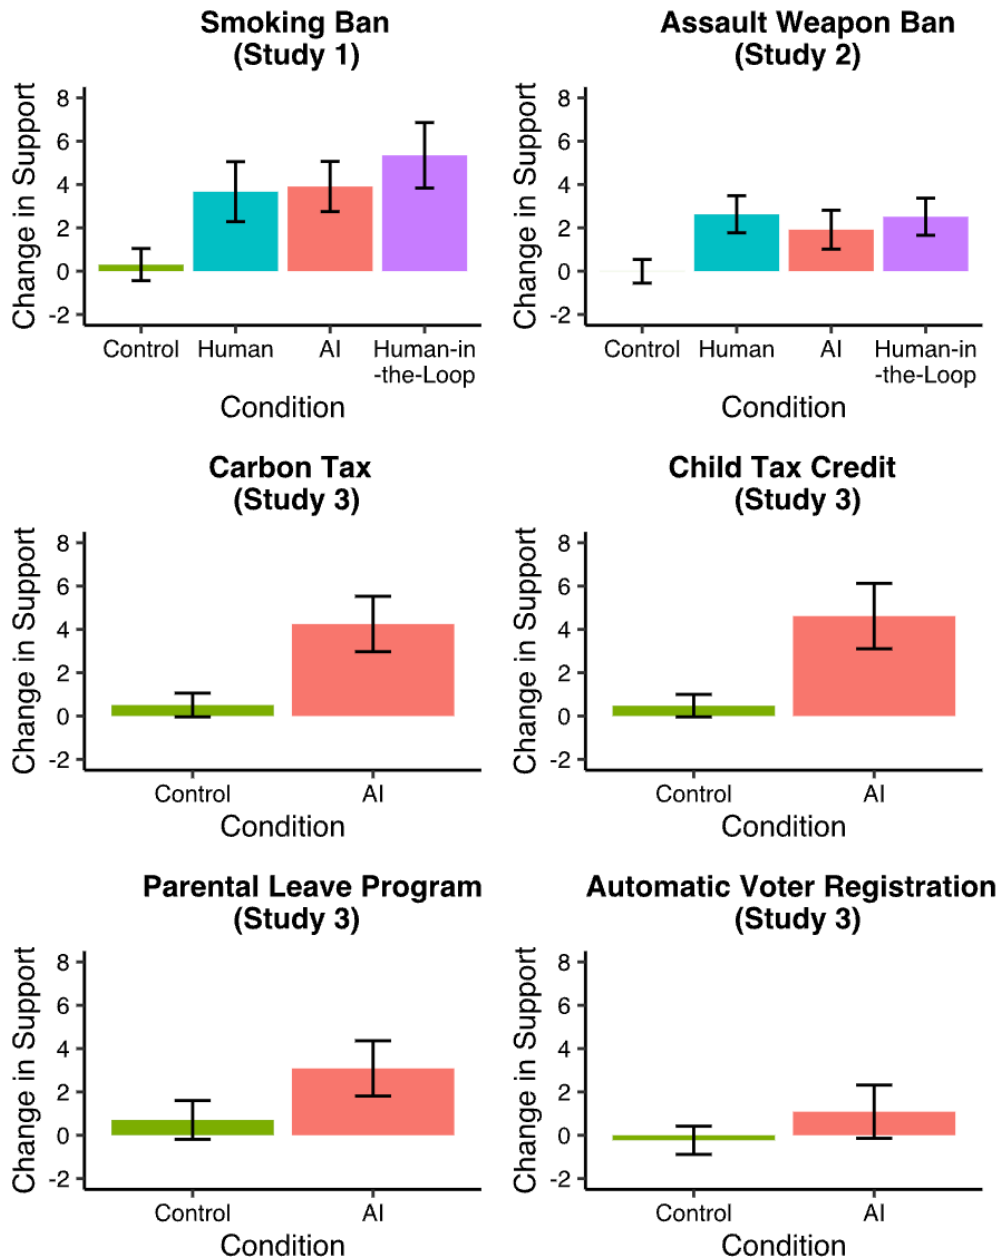 Smoking Ban
(Study 1)
Change in Support
8
6
4
2
0
-2
Control
Human
AI
Human-in
-the-Loop
Condition
Assault Weapon Ban
(Study 2)
Change in Support
8
6
4
2
0
-2
Control
Human
AI
Human-in
-the-Loop
Condition
Carbon Tax
(Study 3)
Change in Support
8
6
4
2
0
-2
Control
AI
Condition
Child Tax Credit
(Study 3)
Change in Support
8
6
4
2
0
-2
Control
AI
Condition
Parental Leave Program
(Study 3)
Change in Support
8
6
4
2
0
-2
Control
AI
Condition
Automatic Voter Registration
(Study 3)
Change in Support
8
6
4
2
0
-2
Control
AI
Condition